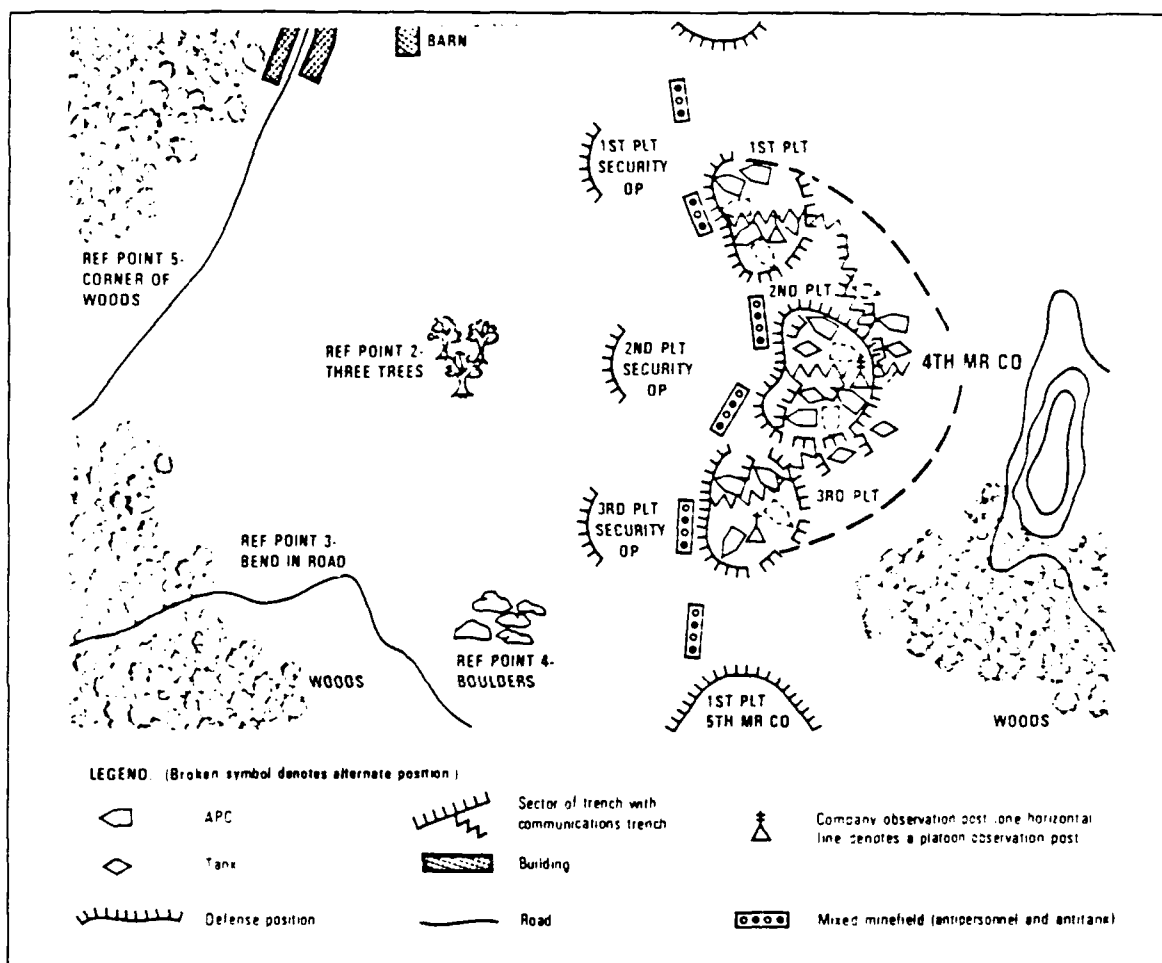 BARN
1ST PLT
SECURITY
OP
1ST PLT
REF POINT 5-
CORNER OF
WOODS
2ND PLT
REF POINT 2-
THREE TREES
2ND PLT
SECURITY
OP
4TH MR CO
3RD PLT
3RD PLT
SECURITY
OP
REF POINT 3-
BEND IN ROAD
WOODS
REF POINT 4-
BOULDERS
1ST PLT
5TH MR CO
WOODS
LEGEND. (Broken symbol denotes alternate position)
APC
Sector of trench with
communications trench
Company observation post (one horizontal
line denotes a platoon observation post
Tank
Building
Defense position
Road
Mixed minefield (antipersonnel and antitank)